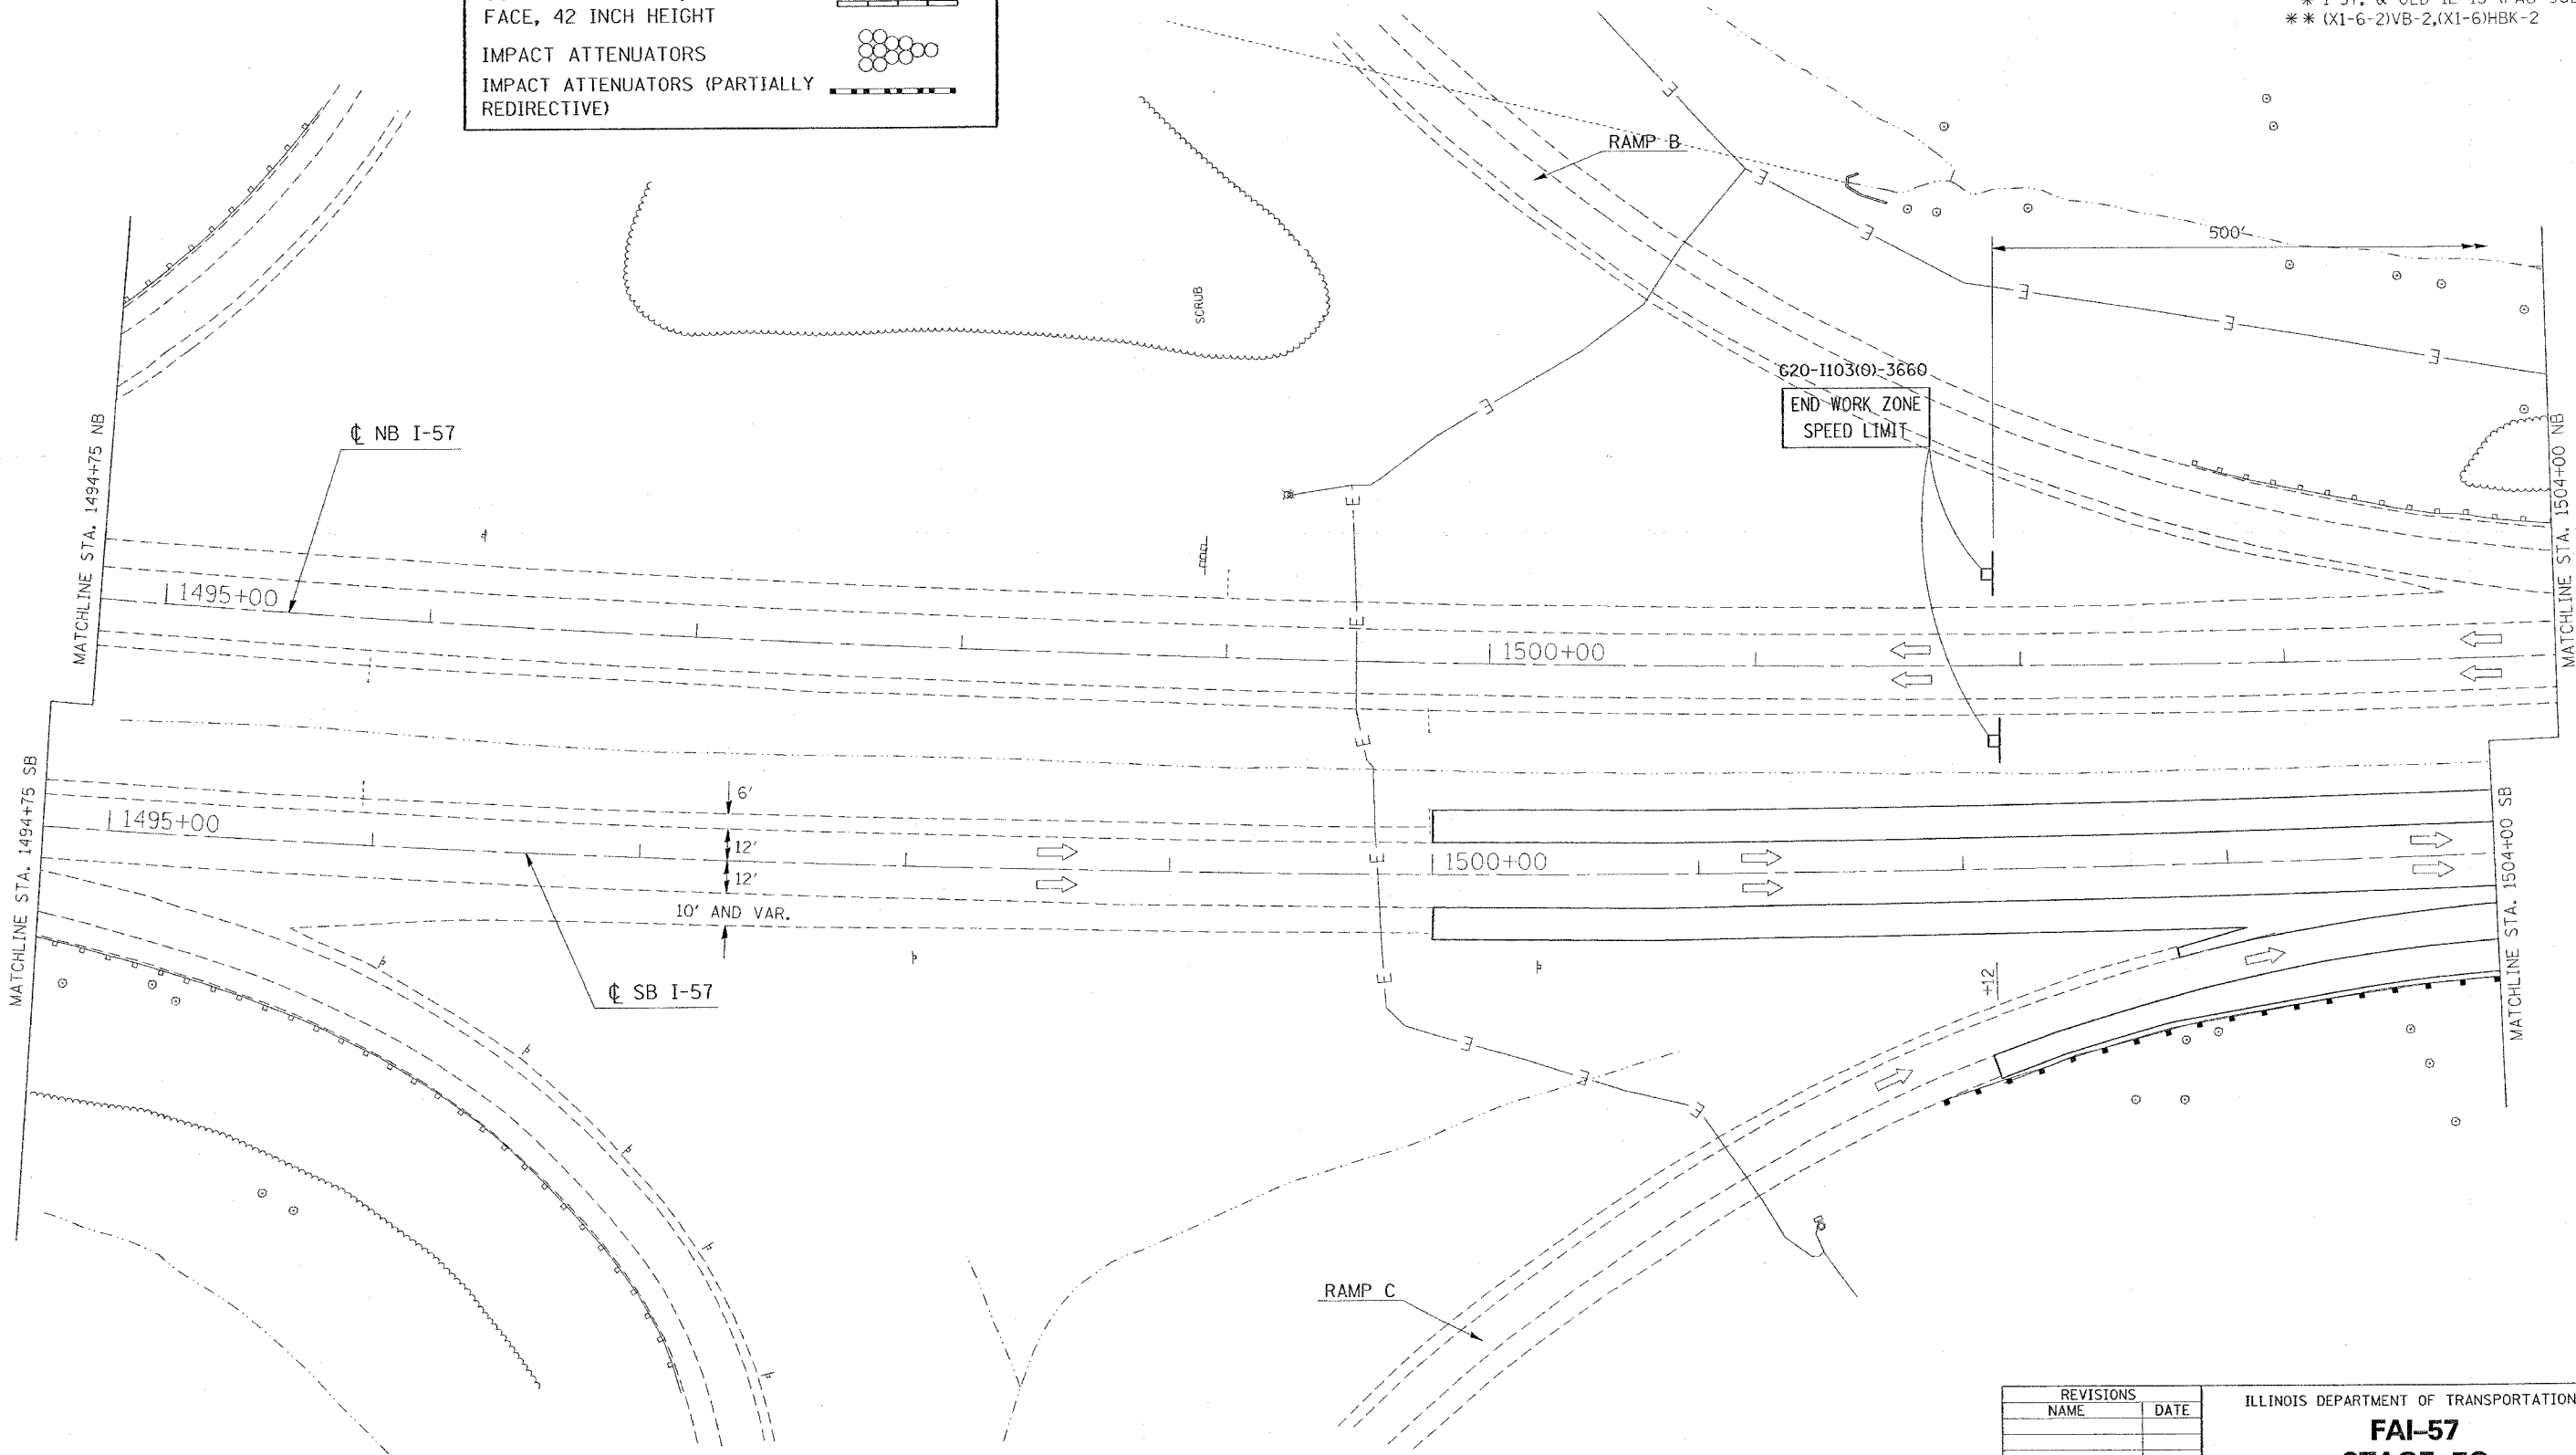 FACE, 42 INCH HEIGHT
IMPACT ATTENUATORS
IMPACT ATTENUATORS (PARTIALLY
REDIRECTIVE)
** (X1-6-2)VB-2,(X1-6)HBK-2
RAMP B
500'
SCRUB
G20-I103(0)-3660
END WORK ZONE
SPEED LIMIT
℄ NB I-57
MATCHLINE STA. 1494+75 NB
MATCHLINE STA. 1504+00 NB
1495+00
1500+00
MATCHLINE STA. 1494+75 SB
MATCHLINE STA. 1504+00 SB
6'
1495+00
12'
1500+00
12'
10' AND VAR.
℄ SB I-57
+12
RAMP C
E E E E E E E E E E E E E E E E E
REVISIONS
NAME DATE
ILLINOIS DEPARTMENT OF TRANSPORTATION
FAI-57